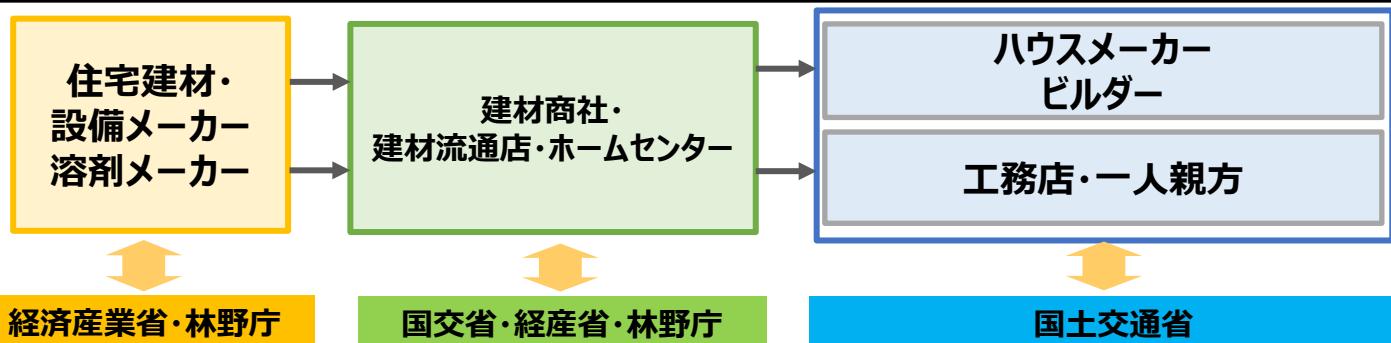 住宅建材・
設備メーカー
溶剤メーカー
建材商社・
建材流通店・ホームセンター
ハウスメーカー
ビルダー
工務店・一人親方
経済産業省・林野庁
国交省・経産省・林野庁
国土交通省